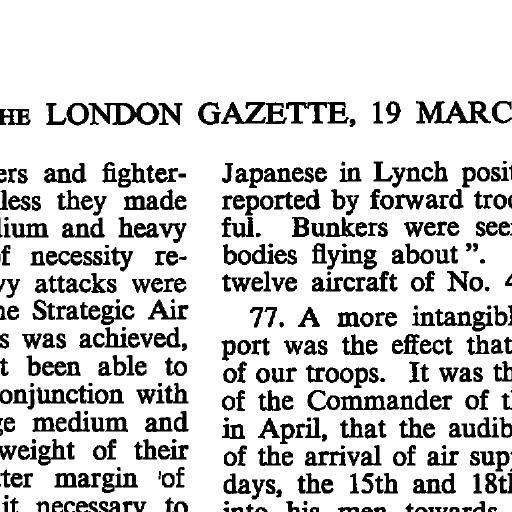 HE LONDON GAZETTE, 19 MARC
ers and fighter-
less they made
lium and heavy
of necessity re-
vy attacks were
he Strategic Air
s was achieved,
t been able to
onjunction with
ge medium and
weight of their
tter margin of
it necessary to
Japanese in Lynch posit
reported by forward troo
ful. Bunkers were see
bodies flying about".
twelve aircraft of No. 4
77. A more intangibl
port was the effect that
of our troops. It was th
of the Commander of t
in April, that the audib
of the arrival of air sup
days, the 15th and 18th
into his men towards